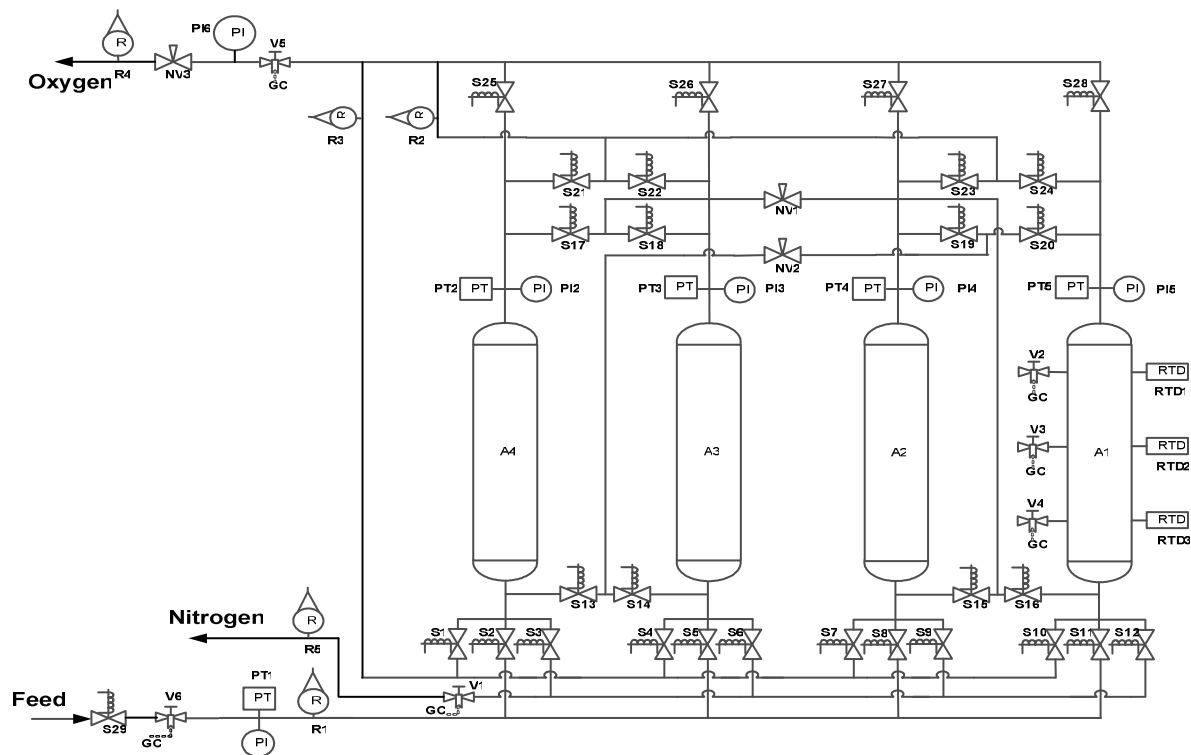 PI6 PI V5
R
R4 NV3 GC
Oxygen
S25 S26 S27 S28
R R
R3 R2
S21 S22 S23 S24
NV1
S17 S18 S19 S20
NV2
PT2 PT PI PI2 PT3 PT PI PI3 PT4 PT PI PI4 PT5 PT PI PI5
V2 RTD
GC RTD1
V3 RTD
A4 A3 A2 A1
GC RTD2
V4 RTD
GC RTD3
S13 S14 S15 S16
Nitrogen R
S1 S2 S3 S4 S5 S6 S7 S8 S9 S10 S11 S12
R5
PT1
V1
Feed V6 PT R GC
S29 GC PI R1